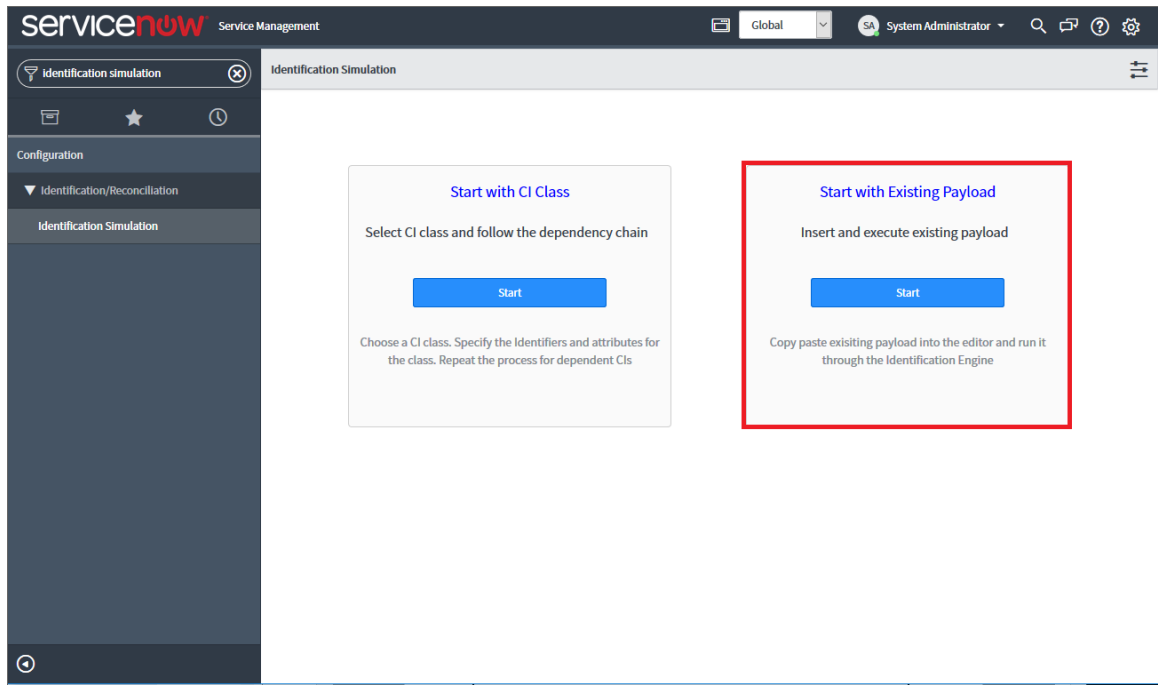 servicenow Service Management
Global
SA System Administrator
identification simulation
Identification Simulation
Configuration
Identification/Reconciliation
Identification Simulation
Start with CI Class
Select CI class and follow the dependency chain
Start
Choose a CI class. Specify the Identifiers and attributes for
the class. Repeat the process for dependent CIs
Start with Existing Payload
Insert and execute existing payload
Start
Copy paste exisiting payload into the editor and run it
through the Identification Engine